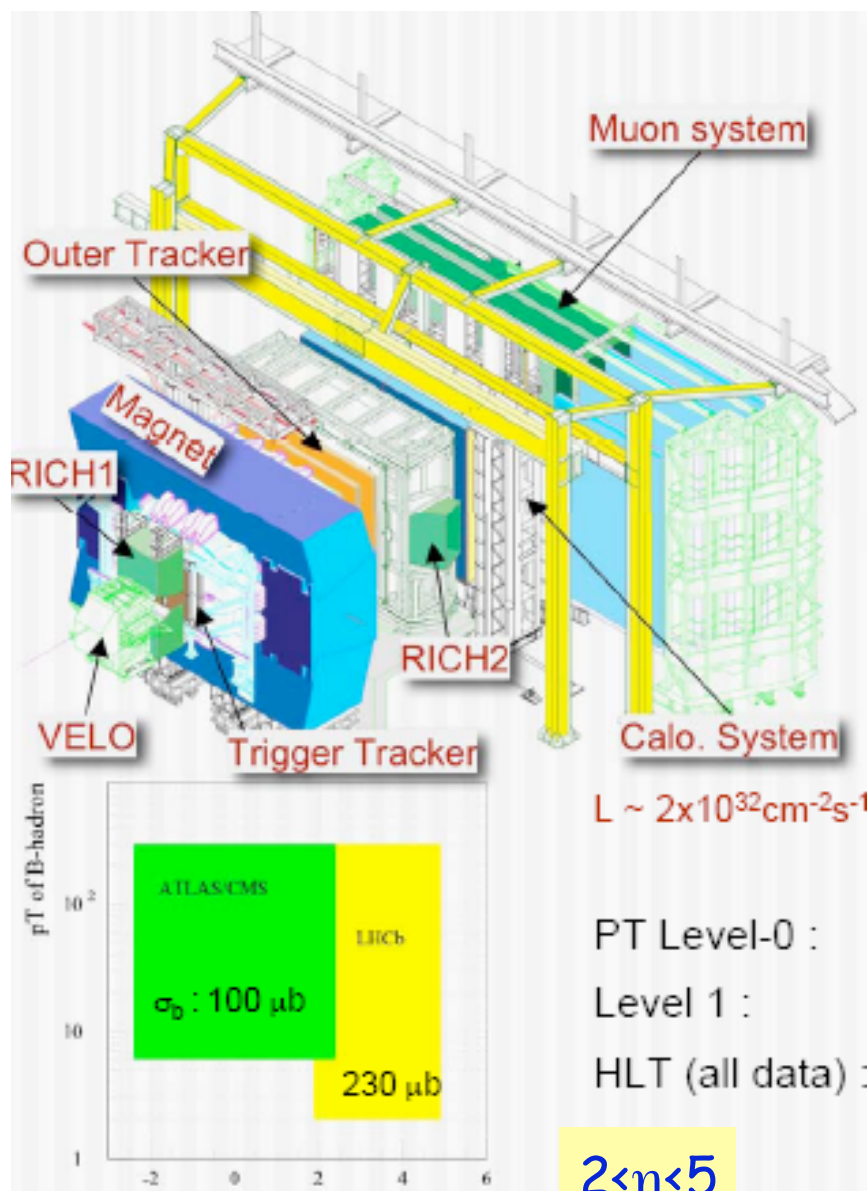 Muon system
Outer Tracker
Magnet
RICH1
RICH2
VELO
Trigger Tracker
Calo. System
L ~ 2x10³²cm⁻²s⁻¹
pT of B-hadron
10²
ATLAS/CMS
LHCb
σb : 100 μb
10
230 μb
1
-2 0 2 4 6
PT Level-0 :
Level 1 :
HLT (all data) :
2<η<5